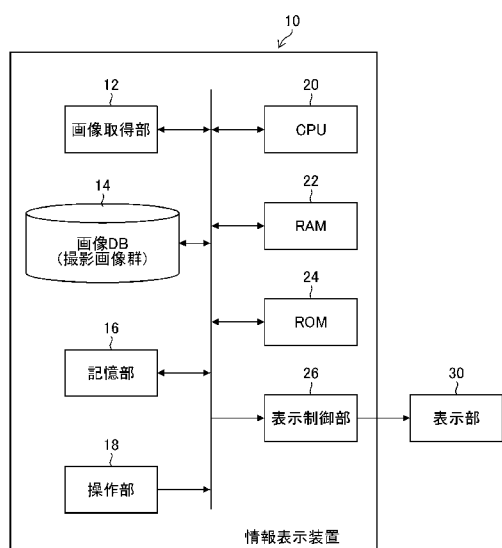 10
12
画像取得部
20
CPU
14
画像DB
(撮影画像群)
22
RAM
24
ROM
16
記憶部
26
表示制御部
30
表示部
18
操作部
情報表示装置